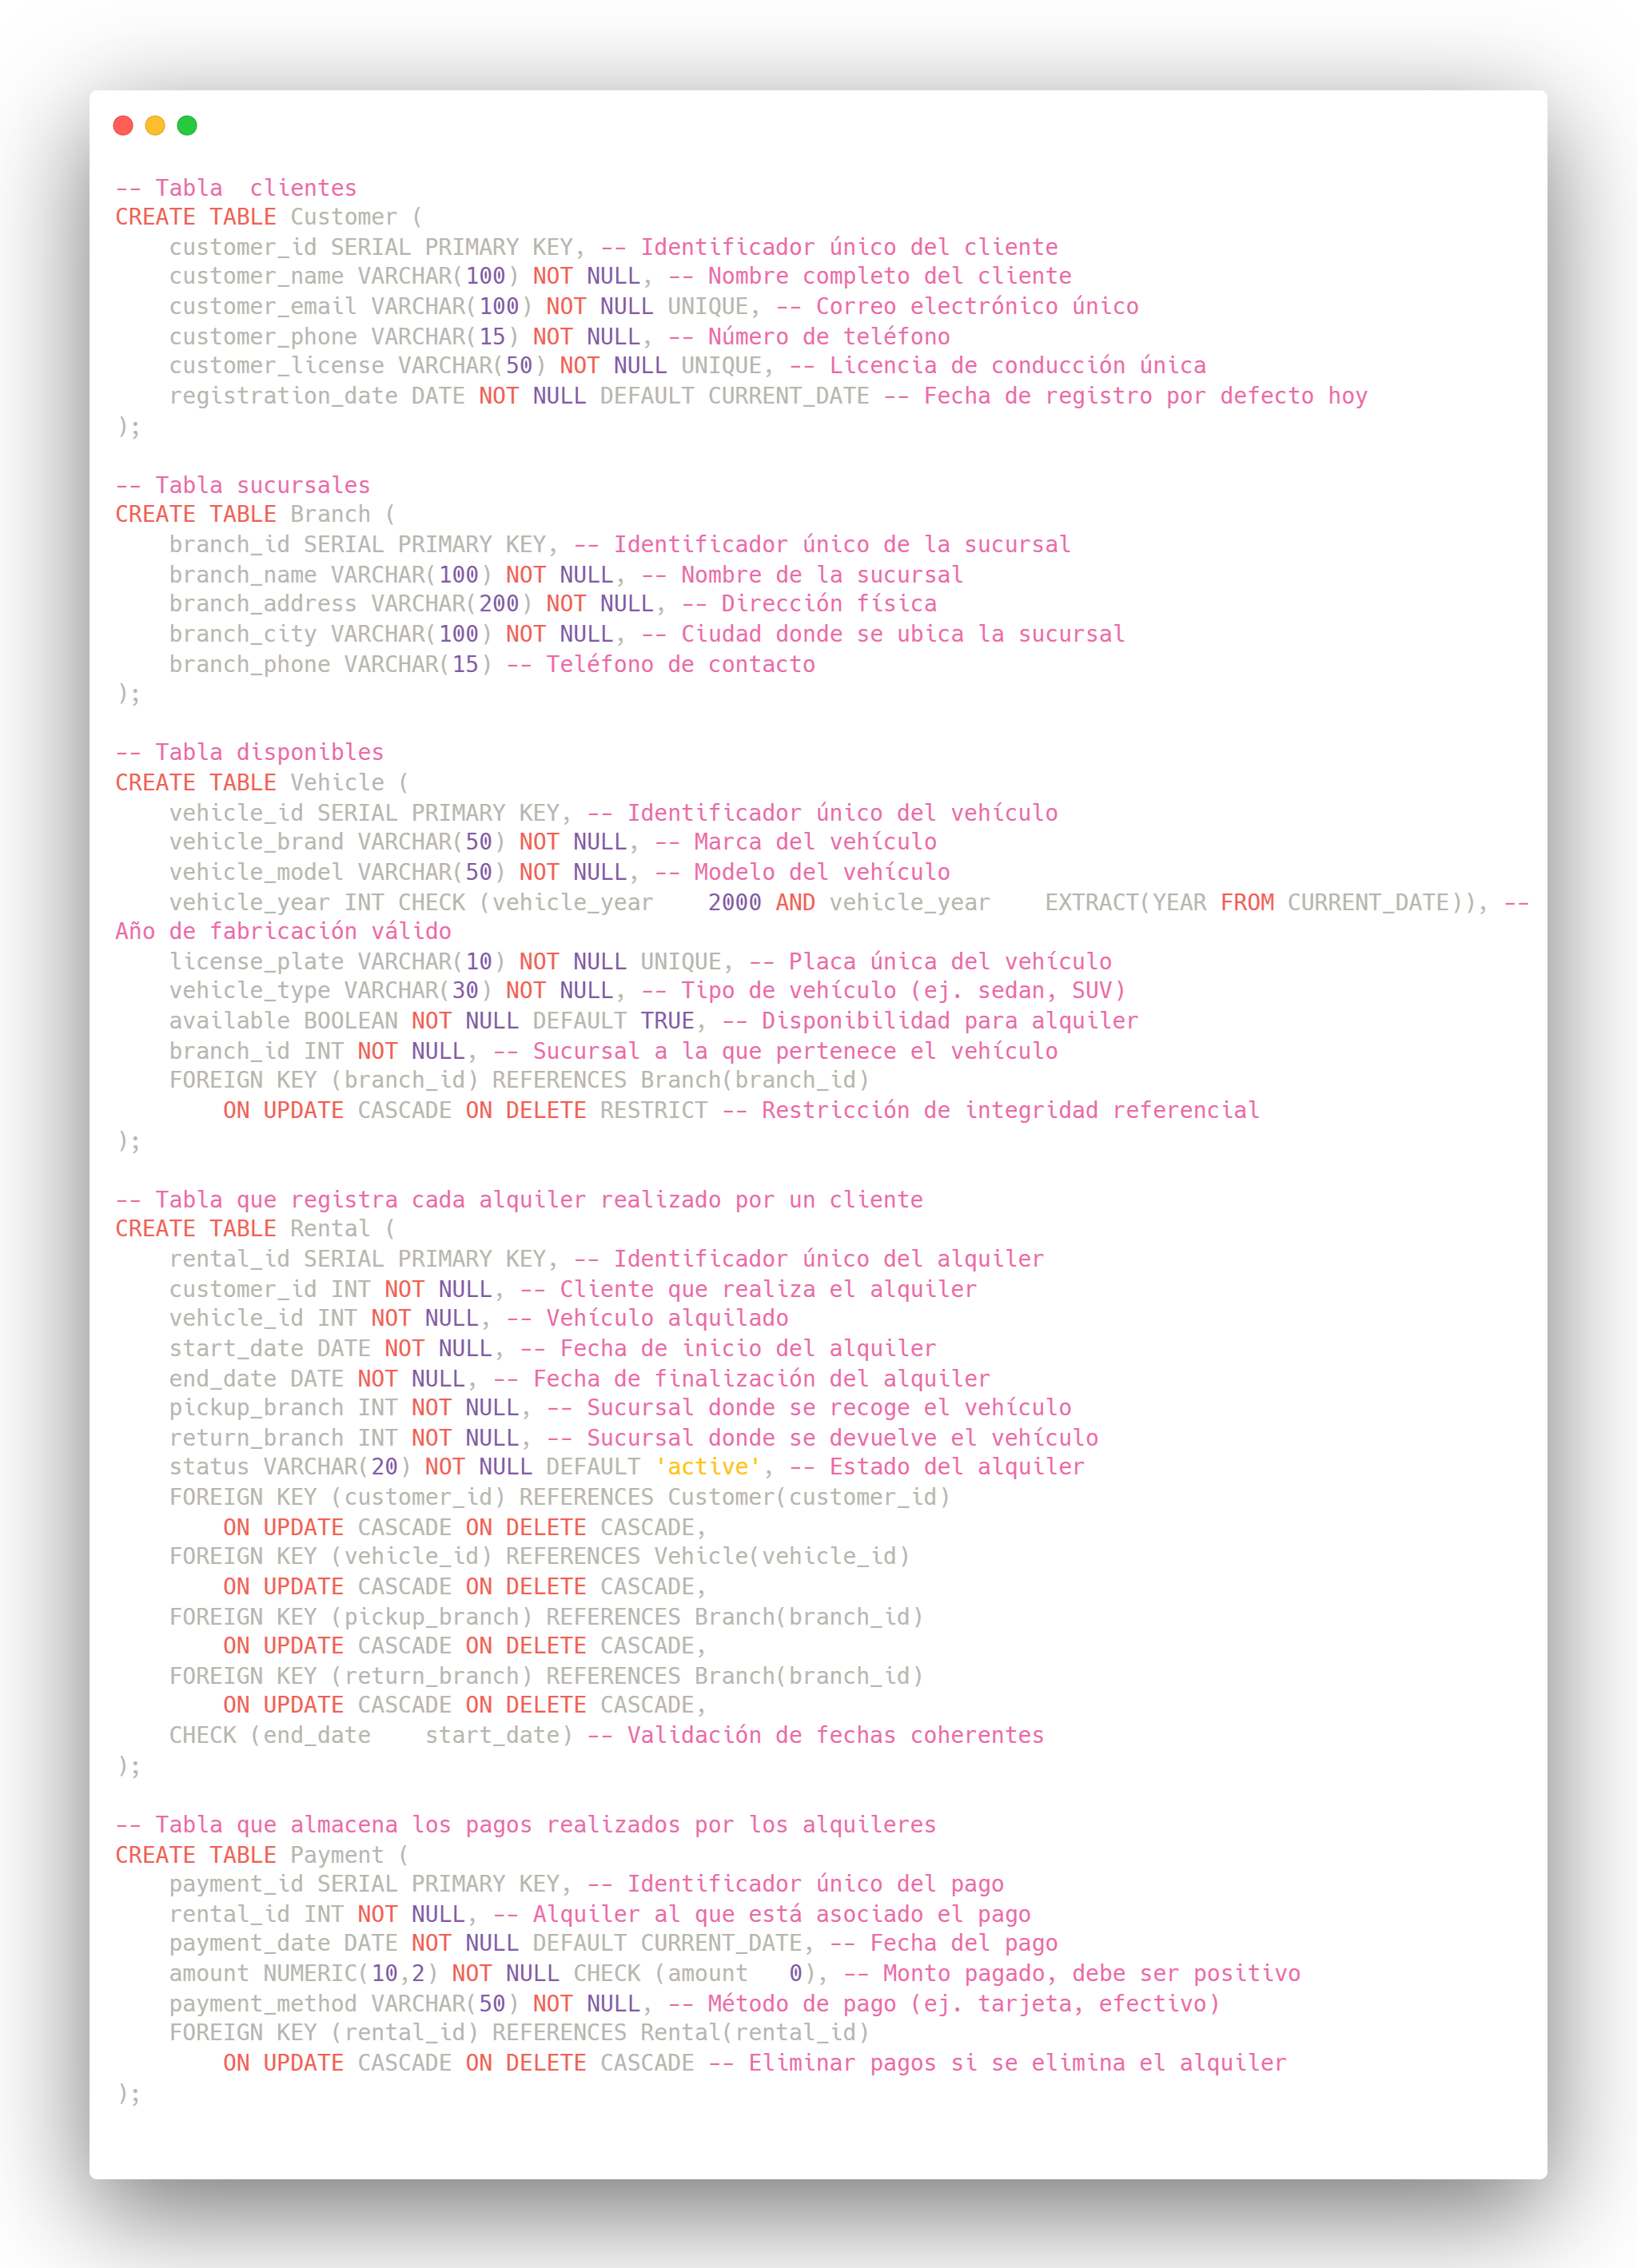 -- Tabla  clientes
CREATE TABLE Customer (
    customer_id SERIAL PRIMARY KEY, -- Identificador único del cliente
    customer_name VARCHAR(100) NOT NULL, -- Nombre completo del cliente
    customer_email VARCHAR(100) NOT NULL UNIQUE, -- Correo electrónico único
    customer_phone VARCHAR(15) NOT NULL, -- Número de teléfono
    customer_license VARCHAR(50) NOT NULL UNIQUE, -- Licencia de conducción única
    registration_date DATE NOT NULL DEFAULT CURRENT_DATE -- Fecha de registro por defecto hoy
);

-- Tabla sucursales
CREATE TABLE Branch (
    branch_id SERIAL PRIMARY KEY, -- Identificador único de la sucursal
    branch_name VARCHAR(100) NOT NULL, -- Nombre de la sucursal
    branch_address VARCHAR(200) NOT NULL, -- Dirección física
    branch_city VARCHAR(100) NOT NULL, -- Ciudad donde se ubica la sucursal
    branch_phone VARCHAR(15) -- Teléfono de contacto
);

-- Tabla disponibles
CREATE TABLE Vehicle (
    vehicle_id SERIAL PRIMARY KEY, -- Identificador único del vehículo
    vehicle_brand VARCHAR(50) NOT NULL, -- Marca del vehículo
    vehicle_model VARCHAR(50) NOT NULL, -- Modelo del vehículo
    vehicle_year INT CHECK (vehicle_year    2000 AND vehicle_year    EXTRACT(YEAR FROM CURRENT_DATE)), --
Año de fabricación válido
    license_plate VARCHAR(10) NOT NULL UNIQUE, -- Placa única del vehículo
    vehicle_type VARCHAR(30) NOT NULL, -- Tipo de vehículo (ej. sedan, SUV)
    available BOOLEAN NOT NULL DEFAULT TRUE, -- Disponibilidad para alquiler
    branch_id INT NOT NULL, -- Sucursal a la que pertenece el vehículo
    FOREIGN KEY (branch_id) REFERENCES Branch(branch_id)
        ON UPDATE CASCADE ON DELETE RESTRICT -- Restricción de integridad referencial
);

-- Tabla que registra cada alquiler realizado por un cliente
CREATE TABLE Rental (
    rental_id SERIAL PRIMARY KEY, -- Identificador único del alquiler
    customer_id INT NOT NULL, -- Cliente que realiza el alquiler
    vehicle_id INT NOT NULL, -- Vehículo alquilado
    start_date DATE NOT NULL, -- Fecha de inicio del alquiler
    end_date DATE NOT NULL, -- Fecha de finalización del alquiler
    pickup_branch INT NOT NULL, -- Sucursal donde se recoge el vehículo
    return_branch INT NOT NULL, -- Sucursal donde se devuelve el vehículo
    status VARCHAR(20) NOT NULL DEFAULT 'active', -- Estado del alquiler
    FOREIGN KEY (customer_id) REFERENCES Customer(customer_id)
        ON UPDATE CASCADE ON DELETE CASCADE,
    FOREIGN KEY (vehicle_id) REFERENCES Vehicle(vehicle_id)
        ON UPDATE CASCADE ON DELETE CASCADE,
    FOREIGN KEY (pickup_branch) REFERENCES Branch(branch_id)
        ON UPDATE CASCADE ON DELETE CASCADE,
    FOREIGN KEY (return_branch) REFERENCES Branch(branch_id)
        ON UPDATE CASCADE ON DELETE CASCADE,
    CHECK (end_date    start_date) -- Validación de fechas coherentes
);

-- Tabla que almacena los pagos realizados por los alquileres
CREATE TABLE Payment (
    payment_id SERIAL PRIMARY KEY, -- Identificador único del pago
    rental_id INT NOT NULL, -- Alquiler al que está asociado el pago
    payment_date DATE NOT NULL DEFAULT CURRENT_DATE, -- Fecha del pago
    amount NUMERIC(10,2) NOT NULL CHECK (amount   0), -- Monto pagado, debe ser positivo
    payment_method VARCHAR(50) NOT NULL, -- Método de pago (ej. tarjeta, efectivo)
    FOREIGN KEY (rental_id) REFERENCES Rental(rental_id)
        ON UPDATE CASCADE ON DELETE CASCADE -- Eliminar pagos si se elimina el alquiler
);